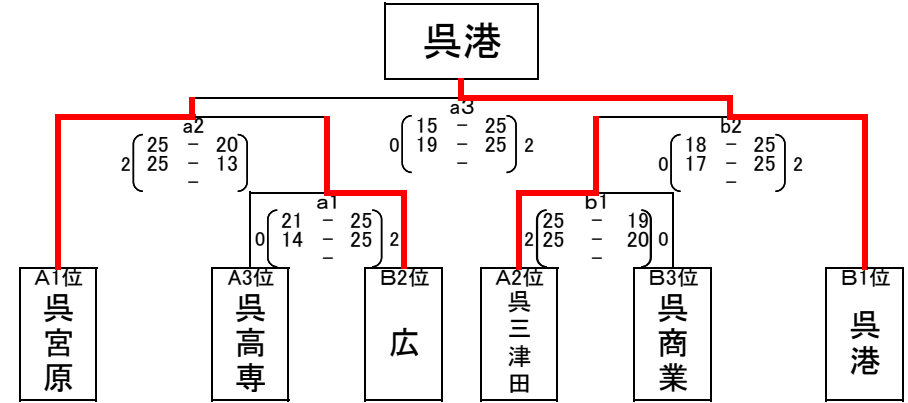 呉港
a3
15 － 25
0 19 － 25 2
－
a2
25 － 20
2 25 － 13
－
b2
18 － 25
0 17 － 25 2
－
a1
21 － 25
0 14 － 25 2
－
b1
25 － 19
2 25 － 20 0
－
A1位
呉宮原
A3位
呉高専
B2位
広
A2位
呉三津田
B3位
呉商業
B1位
呉港